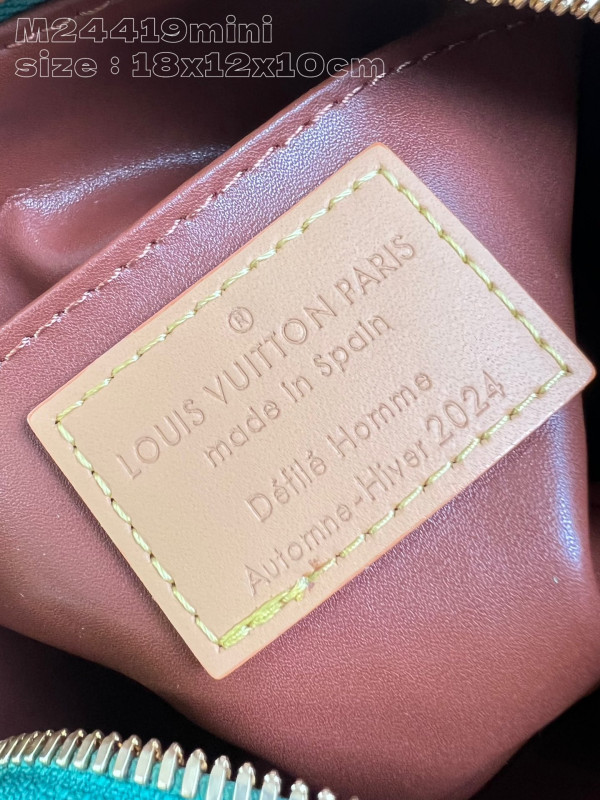 M24419mini
size : 18x12x10cm
®
LOUIS VUITTON PARIS
made in Spain
Défilé Homme
Automne-Hiver 2024